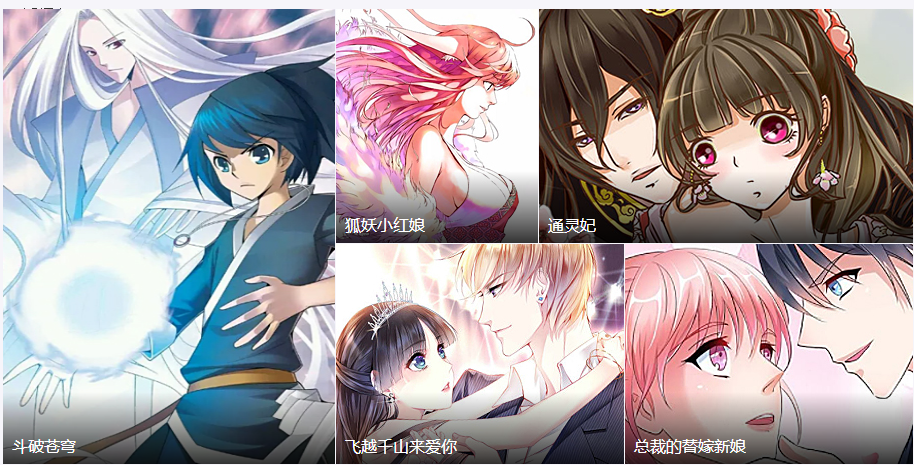 斗破苍穹
狐妖小红娘
通灵妃
飞越千山来爱你
总裁的替嫁新娘